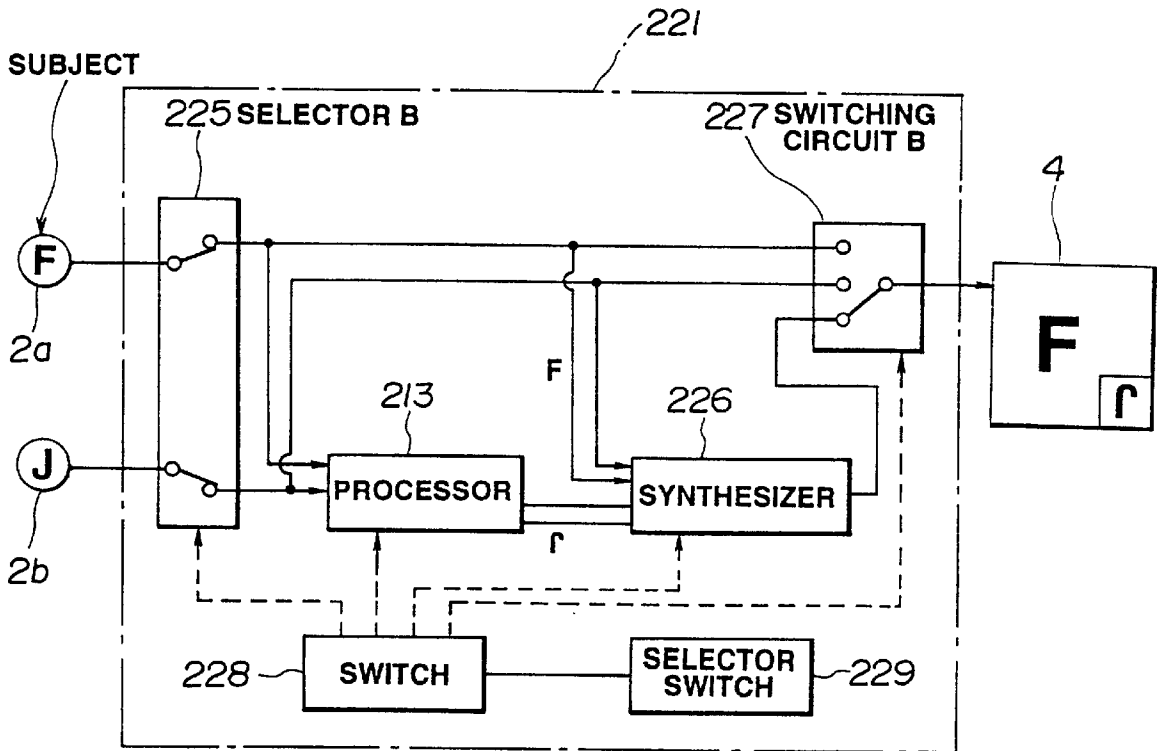 221
SUBJECT
225 SELECTOR B
227 SWITCHING
CIRCUIT B
4
F
2a
F
F
213
226
J
PROCESSOR
SYNTHESIZER
2b
228
SWITCH
SELECTOR
SWITCH
229